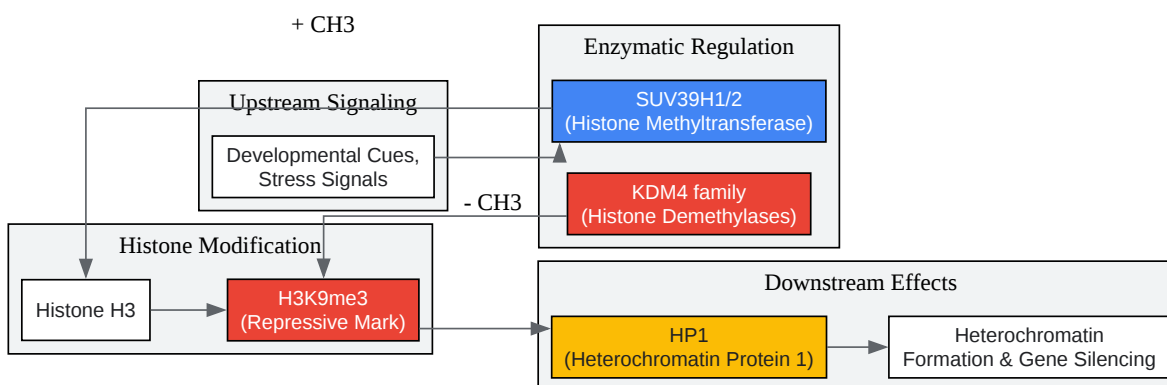 + CH3
Enzymatic Regulation
SUV39H1/2
(Histone Methyltransferase)
Upstream Signaling
Developmental Cues,
Stress Signals
KDM4 family
(Histone Demethylases)
- CH3
Histone Modification
Histone H3
H3K9me3
(Repressive Mark)
Downstream Effects
HP1
(Heterochromatin Protein 1)
Heterochromatin
Formation & Gene Silencing